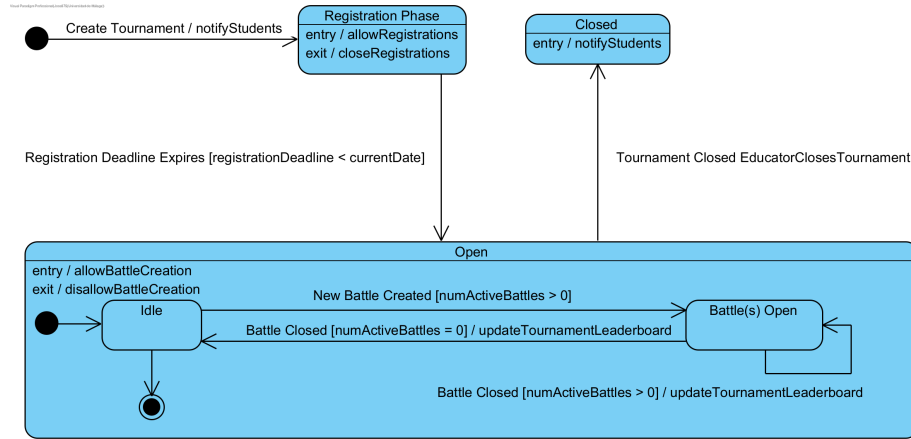 Create Tournament / notifyStudents
Registration Phase
entry / allowRegistrations
exit / closeRegistrations
Closed
entry / notifyStudents
Registration Deadline Expires [registrationDeadline < currentDate]
Tournament Closed EducatorClosesTournament
Open
entry / allowBattleCreation
exit / disallowBattleCreation
Idle
New Battle Created [numActiveBattles > 0]
Battle(s) Open
Battle Closed [numActiveBattles = 0] / updateTournamentLeaderboard
Battle Closed [numActiveBattles > 0] / updateTournamentLeaderboard